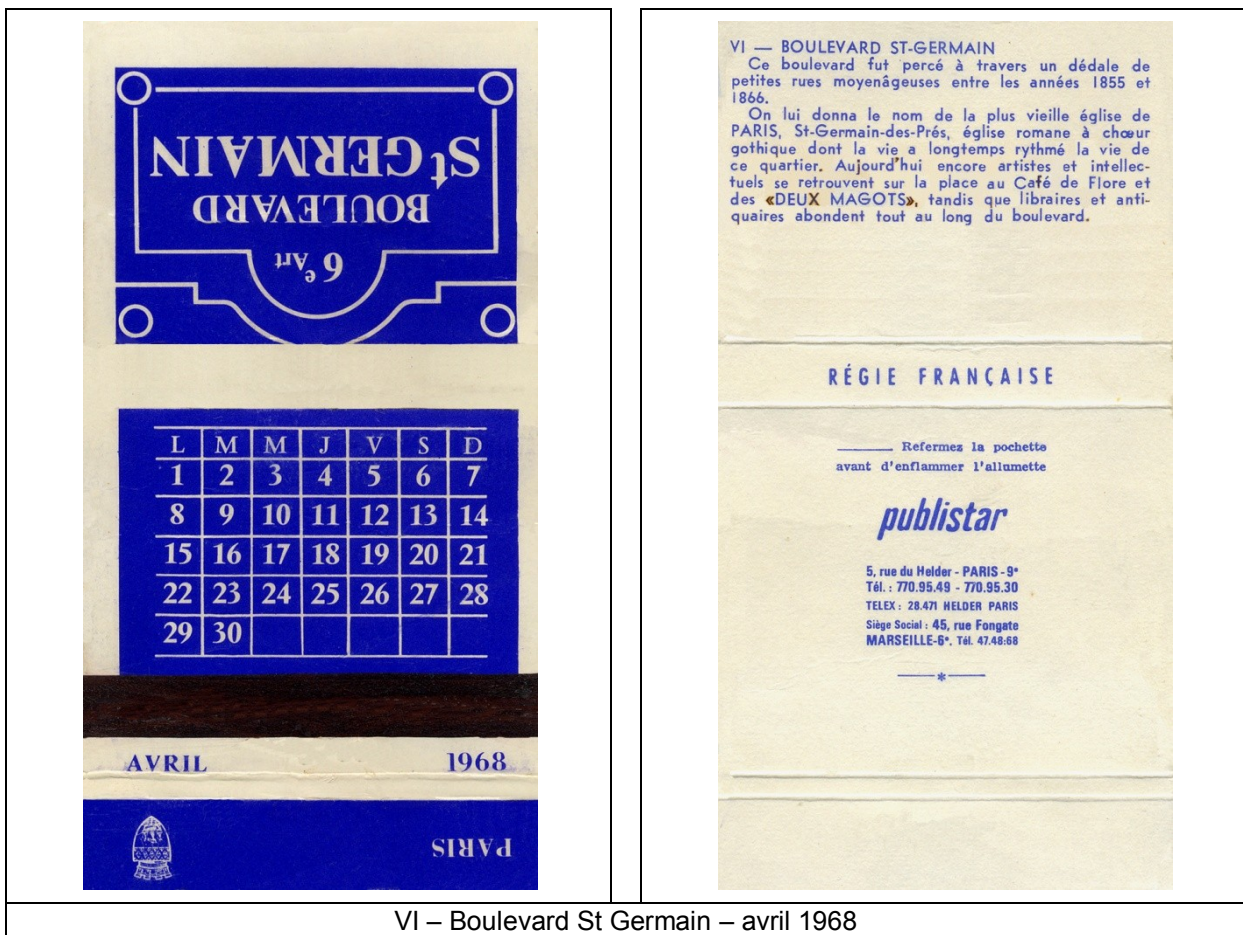 St GERMAIN
BOULEVARD
6e Art
L M M J V S D
1 2 3 4 5 6 7
8 9 10 11 12 13 14
15 16 17 18 19 20 21
22 23 24 25 26 27 28
29 30
AVRIL 1968
PARIS
VI — BOULEVARD ST-GERMAIN
Ce boulevard fut percé à travers un dédale de
petites rues moyenâgeuses entre les années 1855 et
1866.
On lui donna le nom de la plus vieille église de
PARIS, St-Germain-des-Prés, église romane à chœur
gothique dont la vie a longtemps rythmé la vie de
ce quartier. Aujourd'hui encore artistes et intellec-
tuels se retrouvent sur la place au Café de Flore et
des «DEUX MAGOTS», tandis que libraires et anti-
quaires abondent tout au long du boulevard.
RÉGIE FRANÇAISE
Refermez la pochette
avant d'enflammer l'allumette
publistar
5, rue du Helder - PARIS - 9e
Tél. : 770.95.49 - 770.95.30
TELEX : 28.471 HELDER PARIS
Siège Social : 45, rue Fongate
MARSEILLE-6e. Tél. 47.48:68
VI – Boulevard St Germain – avril 1968